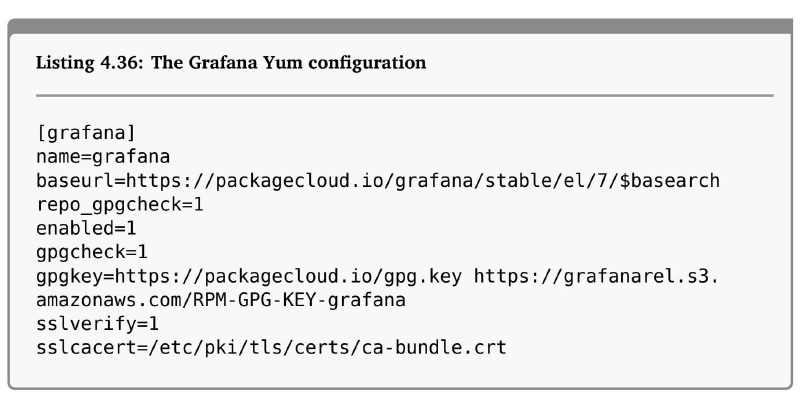 Listing 4.36: The Grafana Yum configuration
[grafana]
name=grafana
baseurl=https://packagecloud.io/grafana/stable/el/7/$basearch
repo_gpgcheck=1
enabled=1
gpgcheck=1
gpgkey=https://packagecloud.io/gpg.key https://grafanarel.s3.
amazonaws.com/RPM-GPG-KEY-grafana
sslverify=1
sslcacert=/etc/pki/tls/certs/ca-bundle.crt